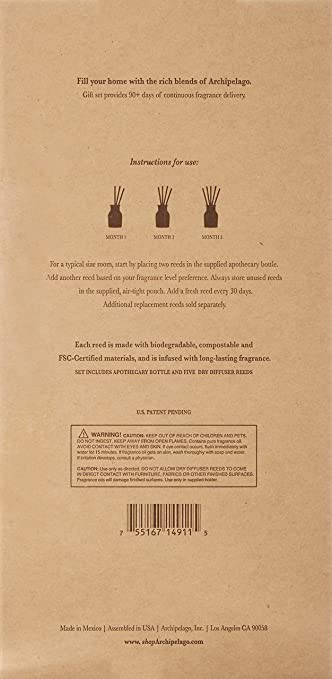 Fill your home with the rich blends of Archipelago.
Gift set provides 90+ days of continuous fragrance delivery.
Instructions for use:
MONTH 1 MONTH 2 MONTH 3
For a typical size room, start by placing two reeds in the supplied apothecary bottle.
Add another reed based on your fragrance level preference. Always store unused reeds
in the supplied, air-tight pouch. Add a fresh reed every 30 days.
Additional replacement reeds sold separately.
Each reed is made with biodegradable, compostable and
FSC-Certified materials, and is infused with long-lasting fragrance.
SET INCLUDES APOTHECARY BOTTLE AND FIVE DRY DIFFUSER REEDS
U.S. PATENT PENDING
WARNING! CAUTION: KEEP OUT OF REACH OF CHILDREN AND PETS.
DO NOT INGEST, KEEP AWAY FROM OPEN FLAMES. Contains pure fragrance oil.
AVOID CONTACT WITH EYES AND SKIN. If eye contact occurs, flush immediately with
water for 15 minutes. If fragrance oil gets on skin, wash thoroughly with soap and water.
If irritation develops, consult a physician.
CAUTION: Use only as directed. DO NOT ALLOW DRY DIFFUSER REEDS TO COME
IN DIRECT CONTACT WITH FURNITURE, FABRICS OR OTHER FINISHED SURFACES.
Fragrance oils will damage finished surfaces. Use only in supplied holder.
7 55167 14911 5
Made in Mexico | Assembled in USA | Archipelago, Inc. | Los Angeles CA 90058
www.shopArchipelago.com